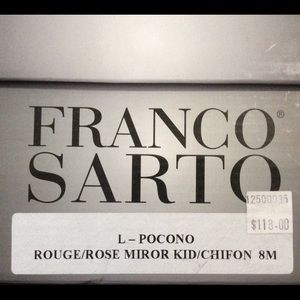 FRANCO®
SARTO
12500035
$118.00
L – POCONO
ROUGE/ROSE MIROR KID/CHIFON 8M